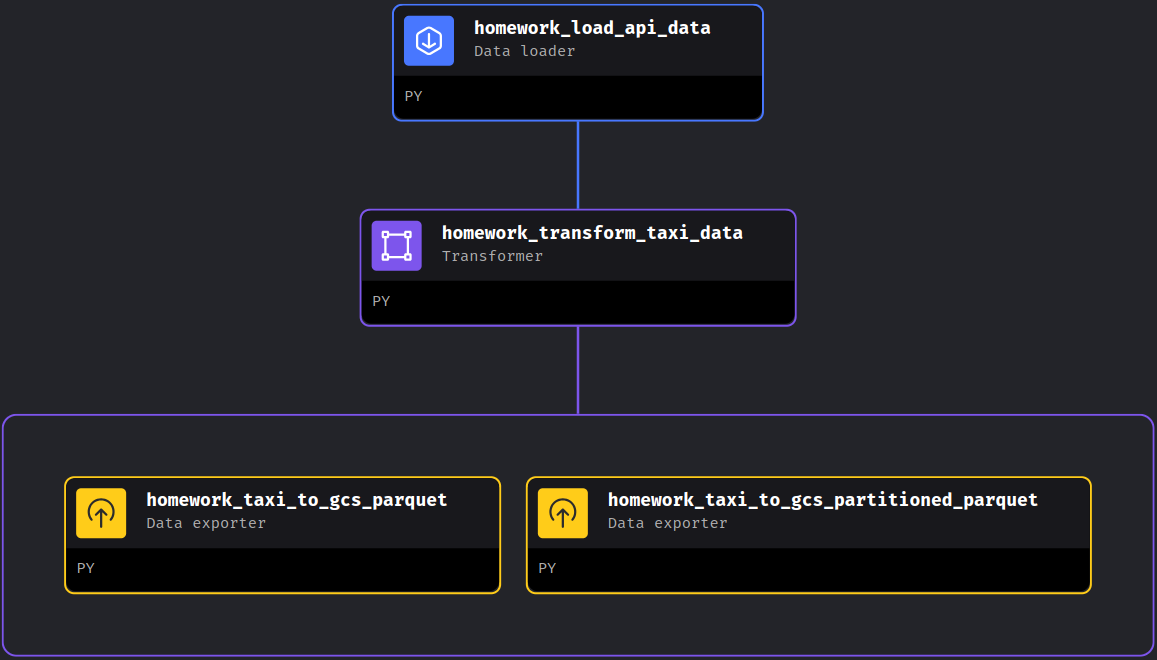 homework_load_api_data
Data loader
PY
homework_transform_taxi_data
Transformer
PY
homework_taxi_to_gcs_parquet
Data exporter
PY
homework_taxi_to_gcs_partitioned_parquet
Data exporter
PY